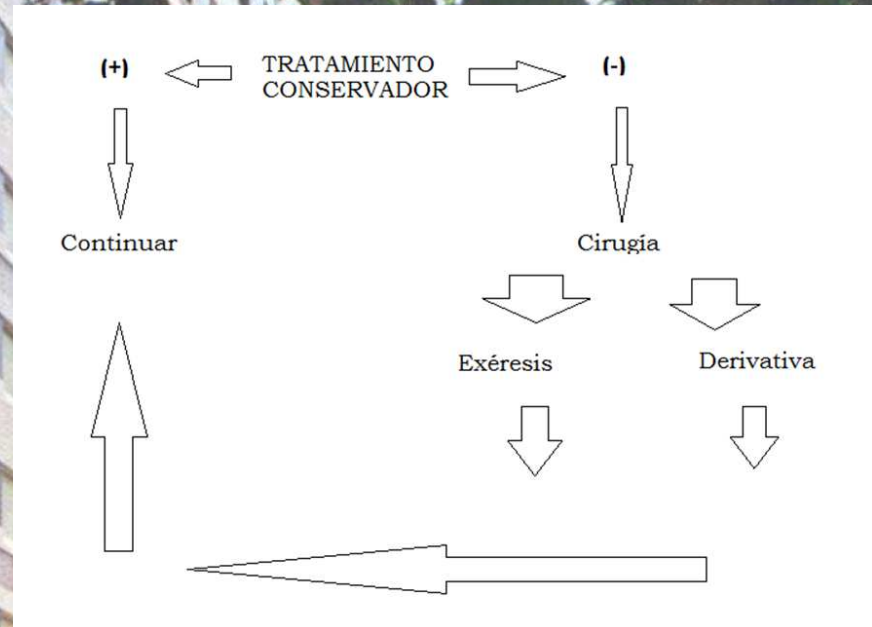 (+)
TRATAMIENTO
CONSERVADOR
(-)
Continuar
Cirugía
Exéresis
Derivativa